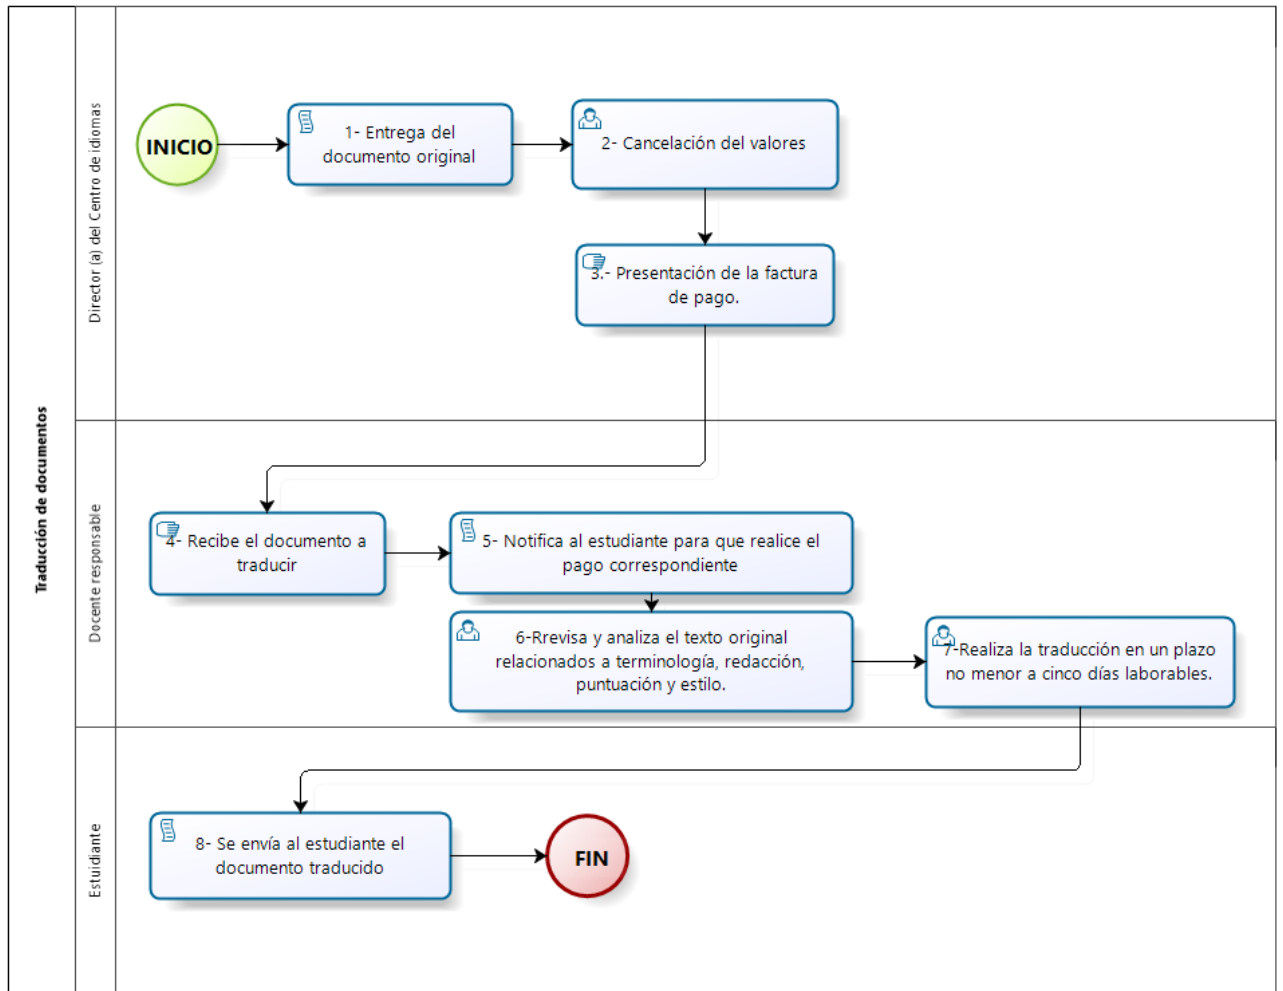 Traducción de documentos
Director (a) del Centro de idiomas
INICIO
1- Entrega del
documento original
2- Cancelación del valores
3.- Presentación de la factura
de pago.
Docente responsable
4- Recibe el documento a
traducir
5- Notifica al estudiante para que realice el
pago correspondiente
6-Rrevisa y analiza el texto original
relacionados a terminología, redacción,
puntuación y estilo.
7-Realiza la traducción en un plazo
no menor a cinco días laborables.
Estuidiante
8- Se envía al estudiante el
documento traducido
FIN